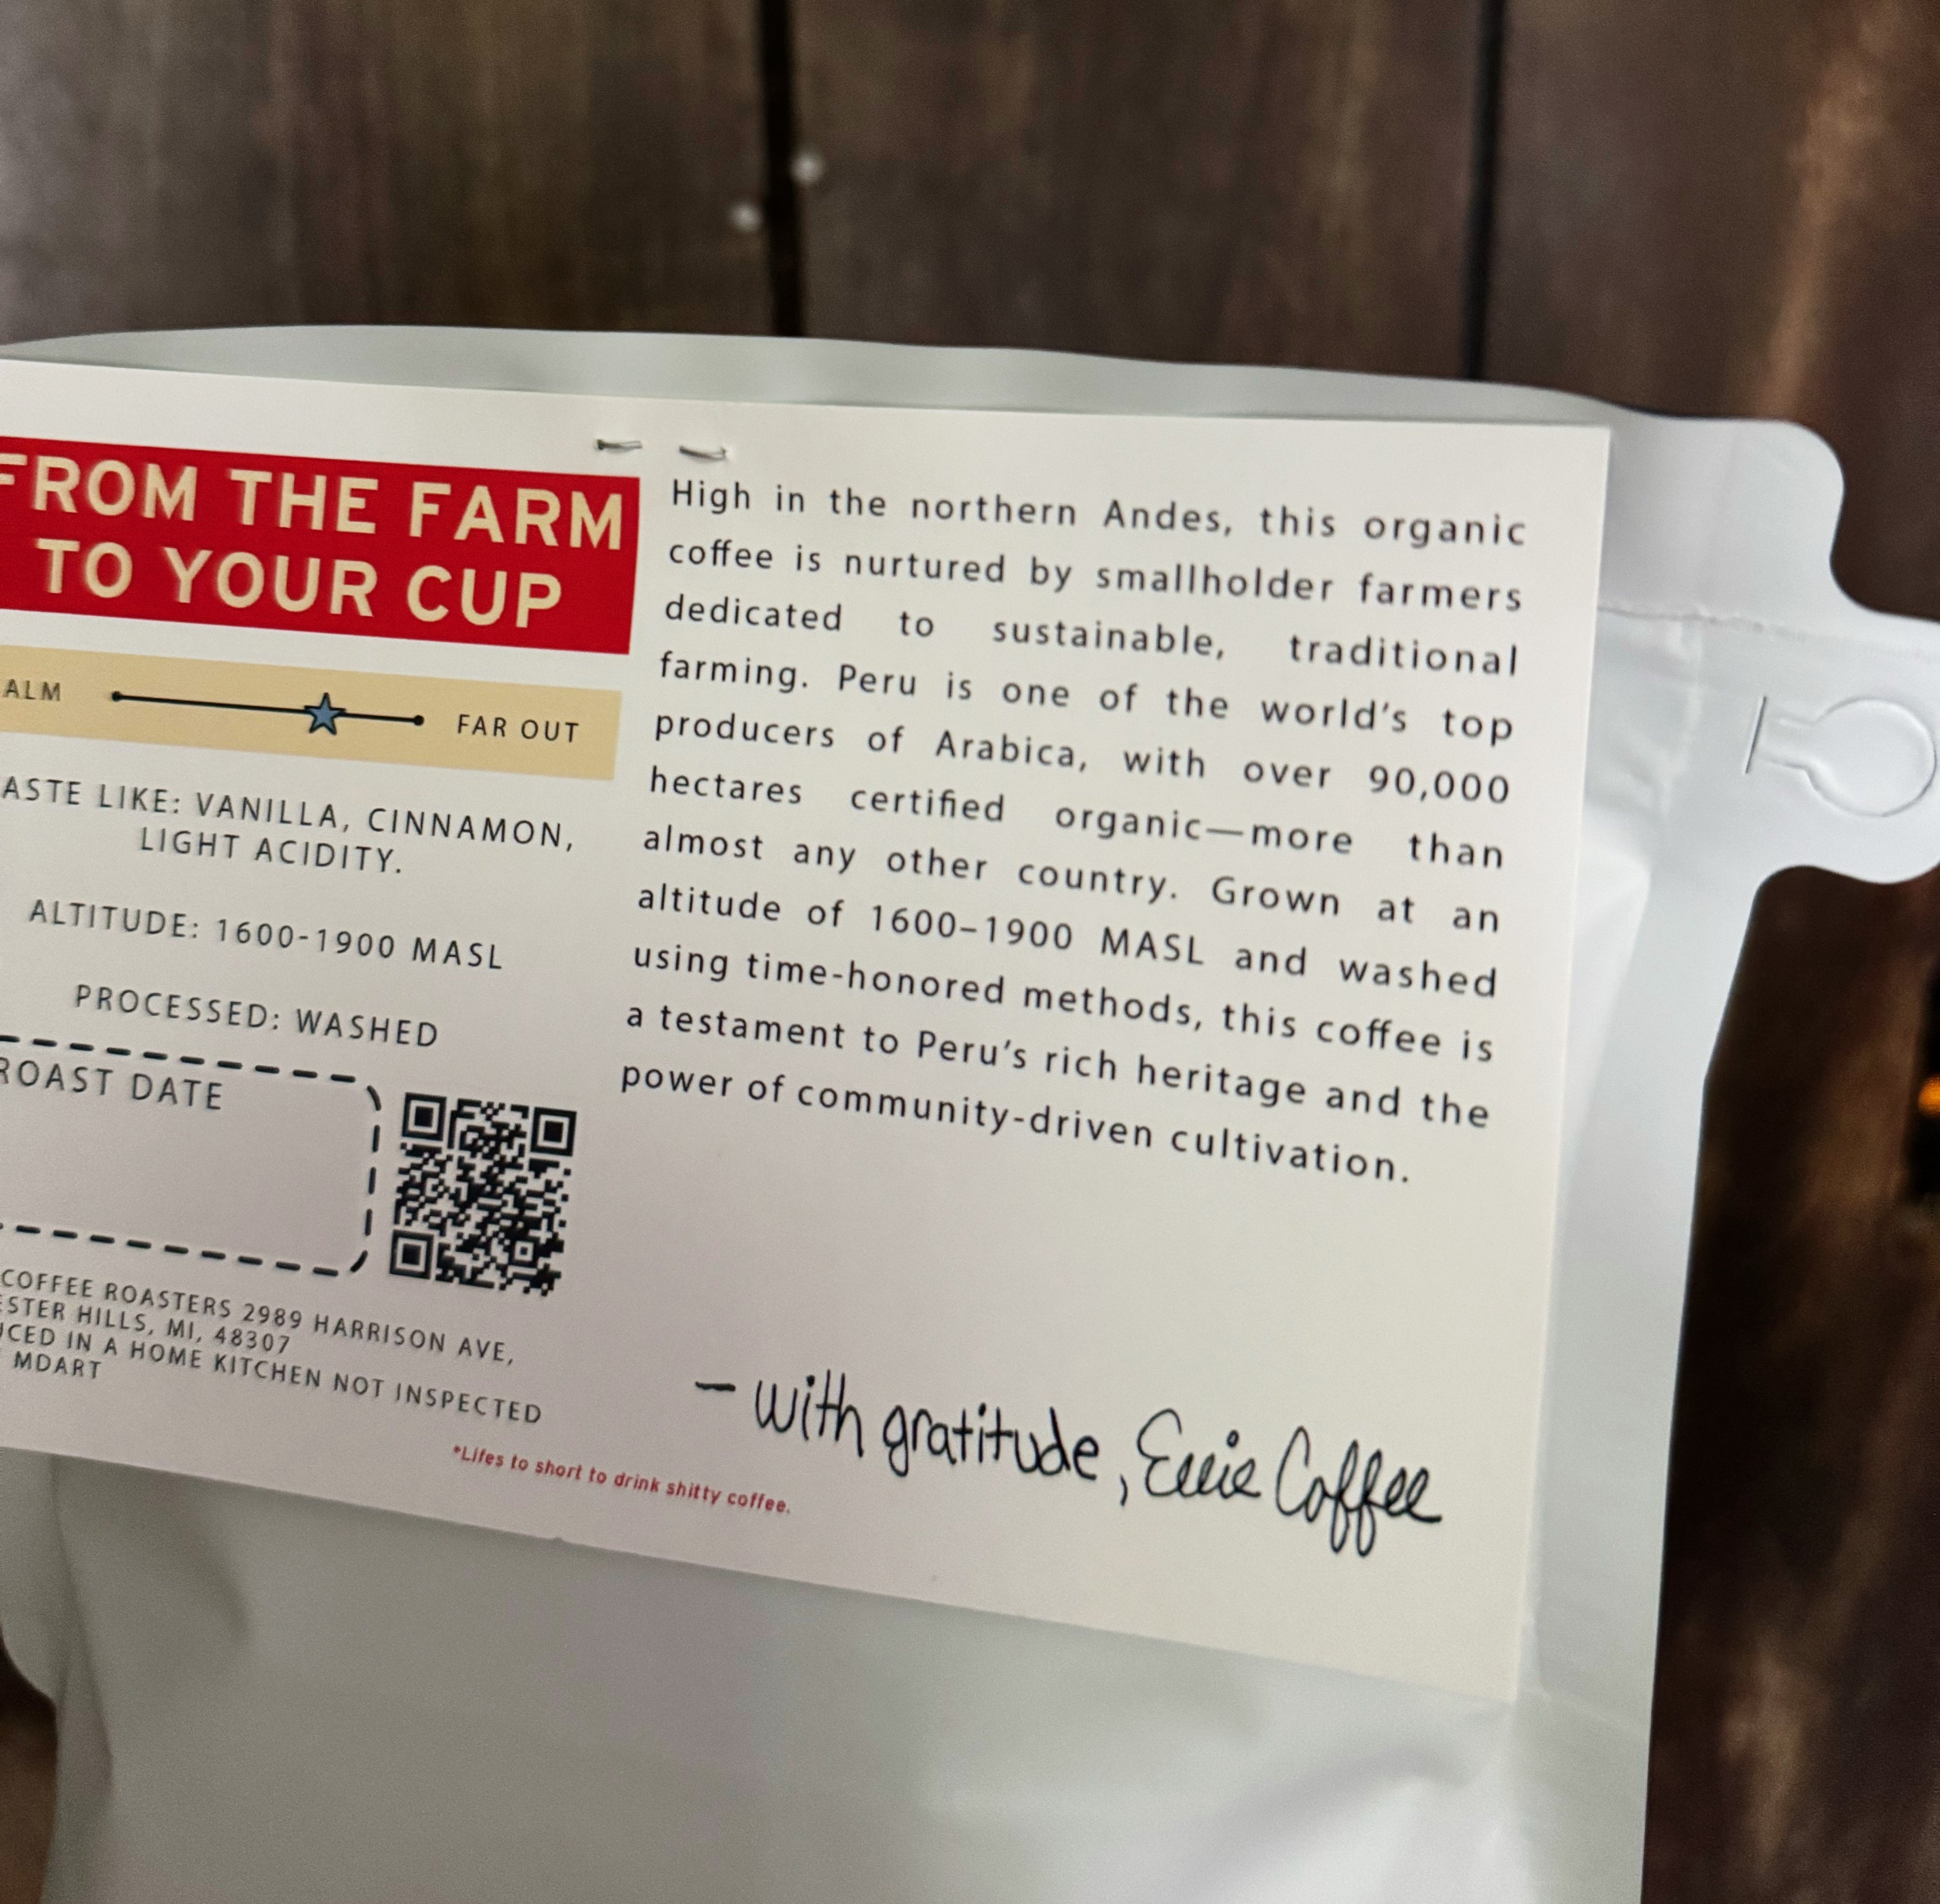 FROM THE FARM
TO YOUR CUP
ALM
FAR OUT
ASTE LIKE: VANILLA, CINNAMON,
LIGHT ACIDITY.
ALTITUDE: 1600-1900 MASL
PROCESSED: WASHED
ROAST DATE
COFFEE ROASTERS 2989 HARRISON AVE,
ESTER HILLS, MI, 48307
UCED IN A HOME KITCHEN NOT INSPECTED
MDART
High in the northern Andes, this organic
coffee is nurtured by smallholder farmers
dedicated to sustainable, traditional
farming. Peru is one of the world's top
producers of Arabica, with over 90,000
hectares certified organic—more than
almost any other country. Grown at an
altitude of 1600–1900 MASL and washed
using time-honored methods, this coffee is
a testament to Peru's rich heritage and the
power of community-driven cultivation.
– with gratitude, Ellie Coffee
*Lifes to short to drink shitty coffee.